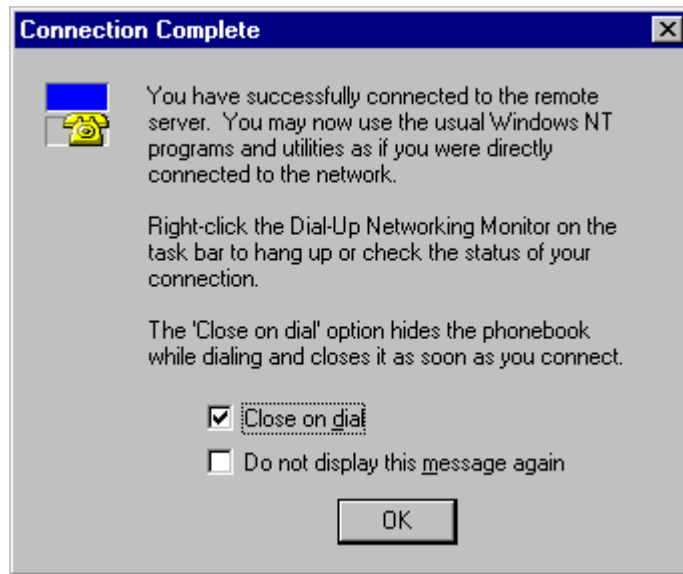 Connection Complete
You have successfully connected to the remote
server.  You may now use the usual Windows NT
programs and utilities as if you were directly
connected to the network.
Right-click the Dial-Up Networking Monitor on the
task bar to hang up or check the status of your
connection.
The 'Close on dial' option hides the phonebook
while dialing and closes it as soon as you connect.
Close on dial
Do not display this message again
OK